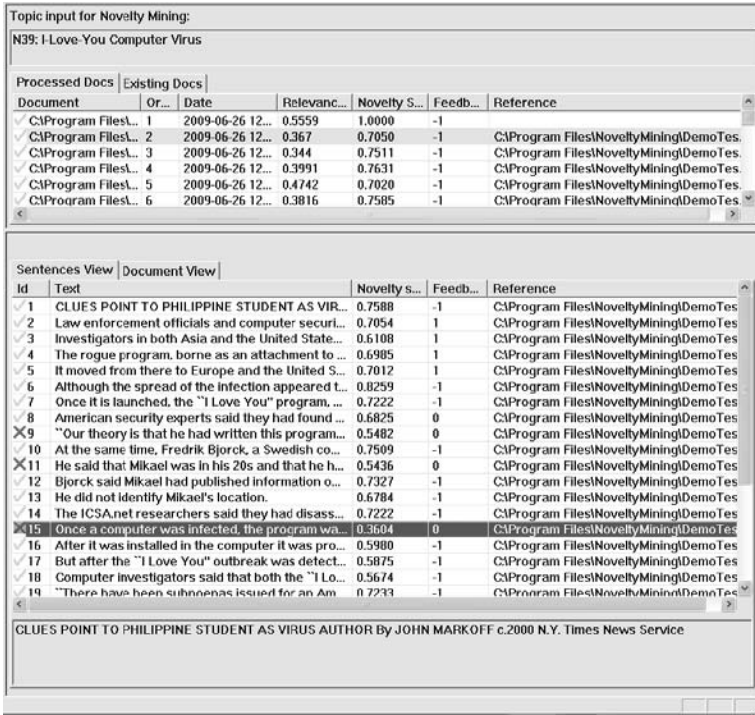 Topic input for Novelty Mining:
N39: I-Love-You Computer Virus
Processed Docs Existing Docs
Document Or... Date Relevanc... Novelty S... Feedb... Reference
C:\Program Files\... 1 2009-06-26 12... 0.5559 1.0000 -1
C:\Program Files\... 2 2009-06-26 12... 0.367 0.7050 -1 C:\Program Files\NoveltyMining\DemoTes.
C:\Program Files\... 3 2009-06-26 12... 0.344 0.7511 -1 C:\Program Files\NoveltyMining\DemoTes.
C:\Program Files\... 4 2009-06-26 12... 0.3991 0.7631 -1 C:\Program Files\NoveltyMining\DemoTes.
C:\Program Files\... 5 2009-06-26 12... 0.4742 0.7020 -1 C:\Program Files\NoveltyMining\DemoTes.
C:\Program Files\... 6 2009-06-26 12... 0.3816 0.7585 -1 C:\Program Files\NoveltyMining\DemoTes.
Sentences View Document View
Id Text Novelty s... Feedb... Reference
1 CLUES POINT TO PHILIPPINE STUDENT AS VIR... 0.7588 -1 C:\Program Files\NoveltyMining\DemoTes
2 Law enforcement officials and computer securi... 0.7054 1 C:\Program Files\NoveltyMining\DemoTes
3 Investigators in both Asia and the United State... 0.6108 1 C:\Program Files\NoveltyMining\DemoTes
4 The rogue program, borne as an attachment to ... 0.6985 1 C:\Program Files\NoveltyMining\DemoTes
5 It moved from there to Europe and the United S... 0.7012 1 C:\Program Files\NoveltyMining\DemoTes
6 Although the spread of the infection appeared t... 0.8259 -1 C:\Program Files\NoveltyMining\DemoTes
7 Once it is launched, the ``I Love You'' program, ... 0.7222 -1 C:\Program Files\NoveltyMining\DemoTes
8 American security experts said they had found ... 0.6825 0 C:\Program Files\NoveltyMining\DemoTes
9 ``Our theory is that he had written this program... 0.5482 0 C:\Program Files\NoveltyMining\DemoTes
10 At the same time, Fredrik Bjorck, a Swedish co... 0.7509 -1 C:\Program Files\NoveltyMining\DemoTes
11 He said that Mikael was in his 20s and that he h... 0.5436 0 C:\Program Files\NoveltyMining\DemoTes
12 Bjorck said Mikael had published information o... 0.7327 -1 C:\Program Files\NoveltyMining\DemoTes
13 He did not identify Mikael's location. 0.6784 -1 C:\Program Files\NoveltyMining\DemoTes
14 The ICSA.net researchers said they had disass... 0.7222 -1 C:\Program Files\NoveltyMining\DemoTes
15 Once a computer was infected, the program wa... 0.3604 0 C:\Program Files\NoveltyMining\DemoTes
16 After it was installed in the computer it was pro... 0.5980 -1 C:\Program Files\NoveltyMining\DemoTes
17 But after the ``I Love You'' outbreak was detect... 0.5875 -1 C:\Program Files\NoveltyMining\DemoTes
18 Computer investigators said that both the ``I Lo... 0.5674 -1 C:\Program Files\NoveltyMining\DemoTes
19 ``There have been subpoenas issued for an Am 0.7233 -1 C:\Program Files\NoveltyMining\DemoTes
CLUES POINT TO PHILIPPINE STUDENT AS VIRUS AUTHOR By JOHN MARKOFF c.2000 N.Y. Times News Service